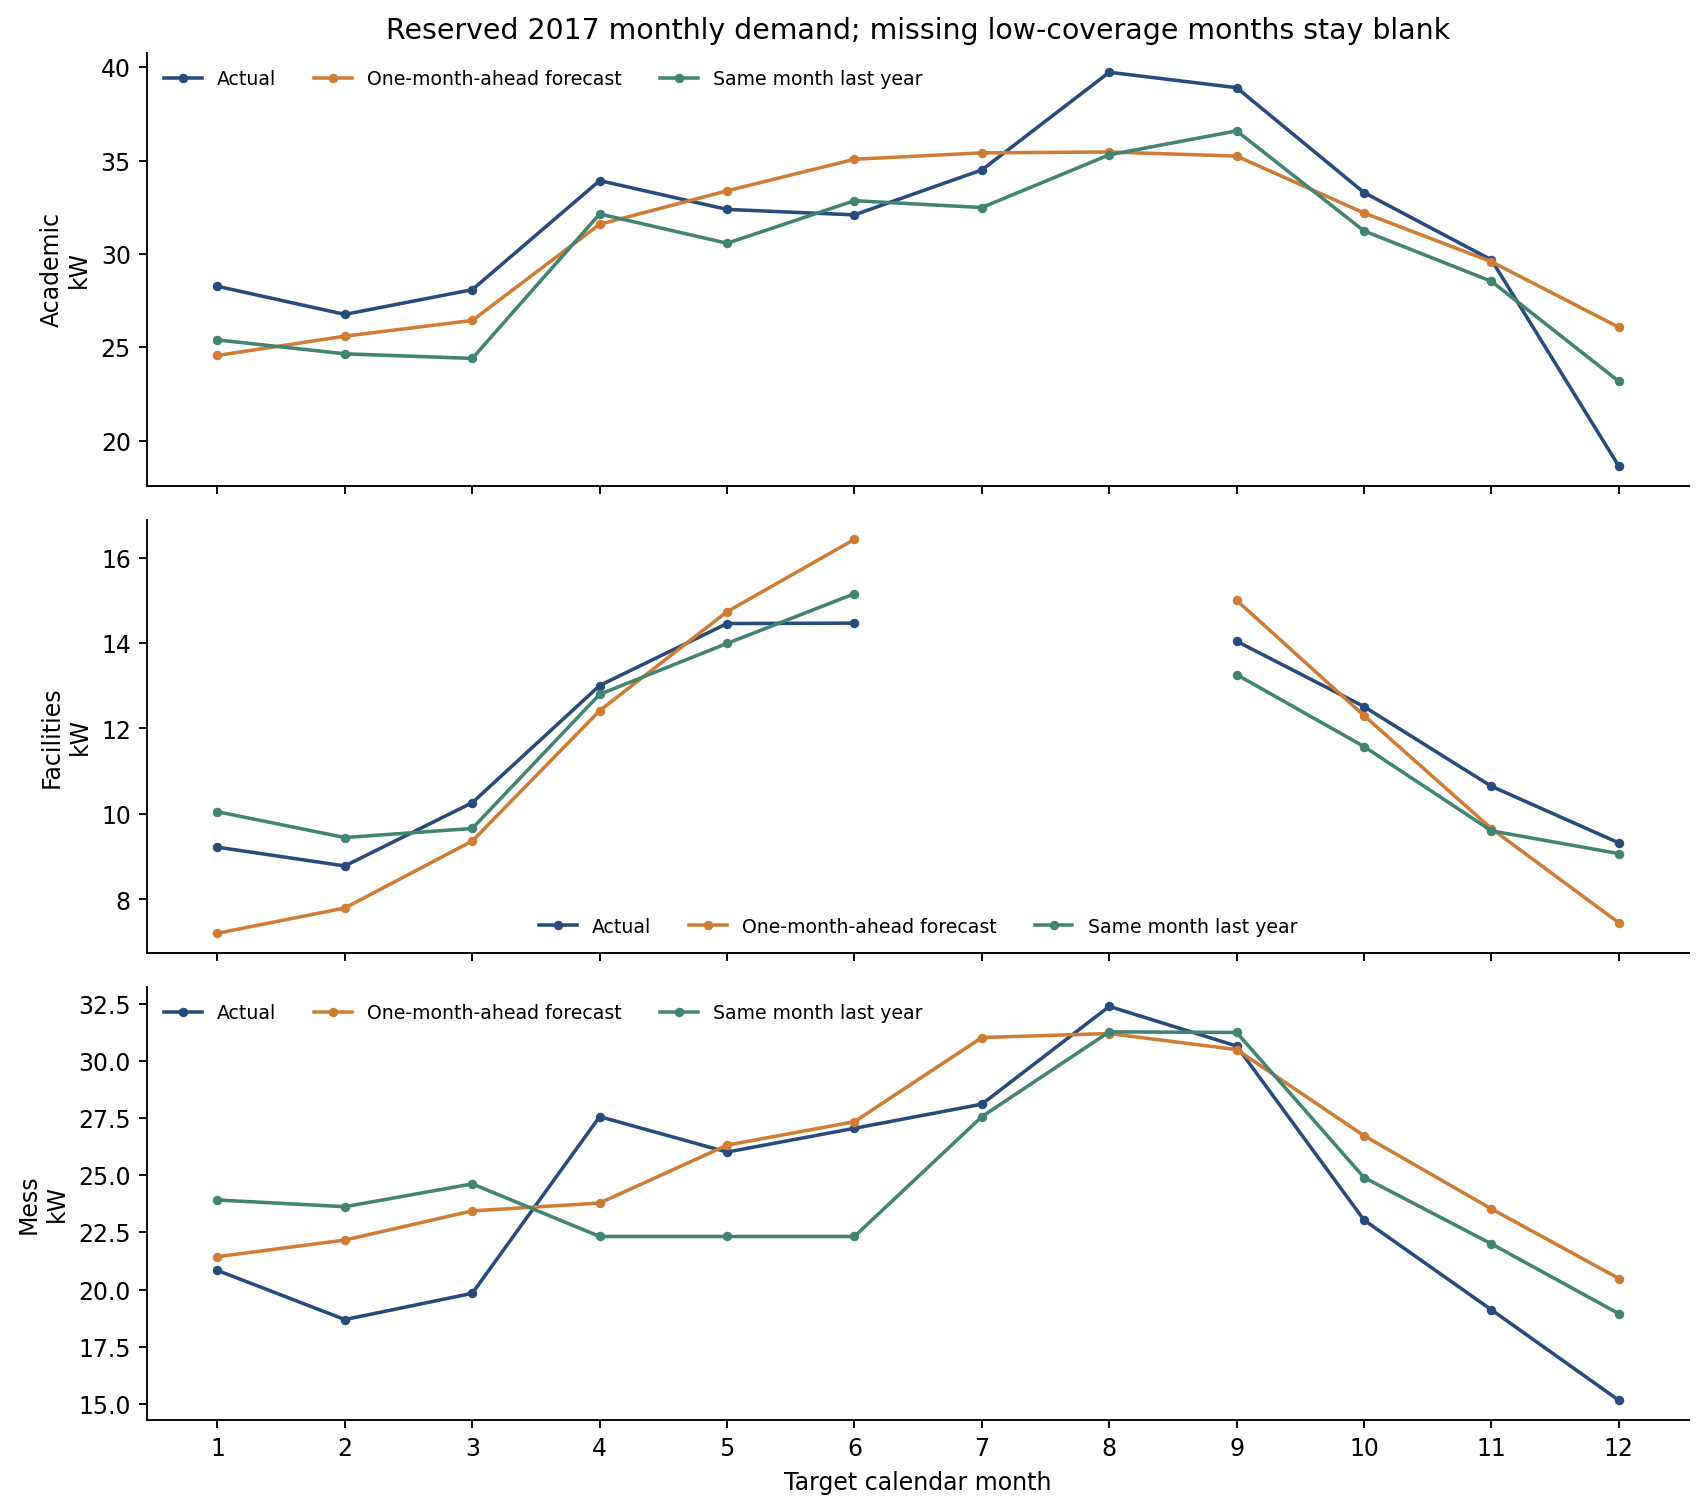 Reserved 2017 monthly demand; missing low-coverage months stay blank
Actual One-month-ahead forecast Same month last year
40
35
30
25
20
Academic
kW
16
14
12
10
8
Facilities
kW
Actual One-month-ahead forecast Same month last year
Actual One-month-ahead forecast Same month last year
32.5
30.0
27.5
25.0
22.5
20.0
17.5
15.0
Mess
kW
1 2 3 4 5 6 7 8 9 10 11 12
Target calendar month